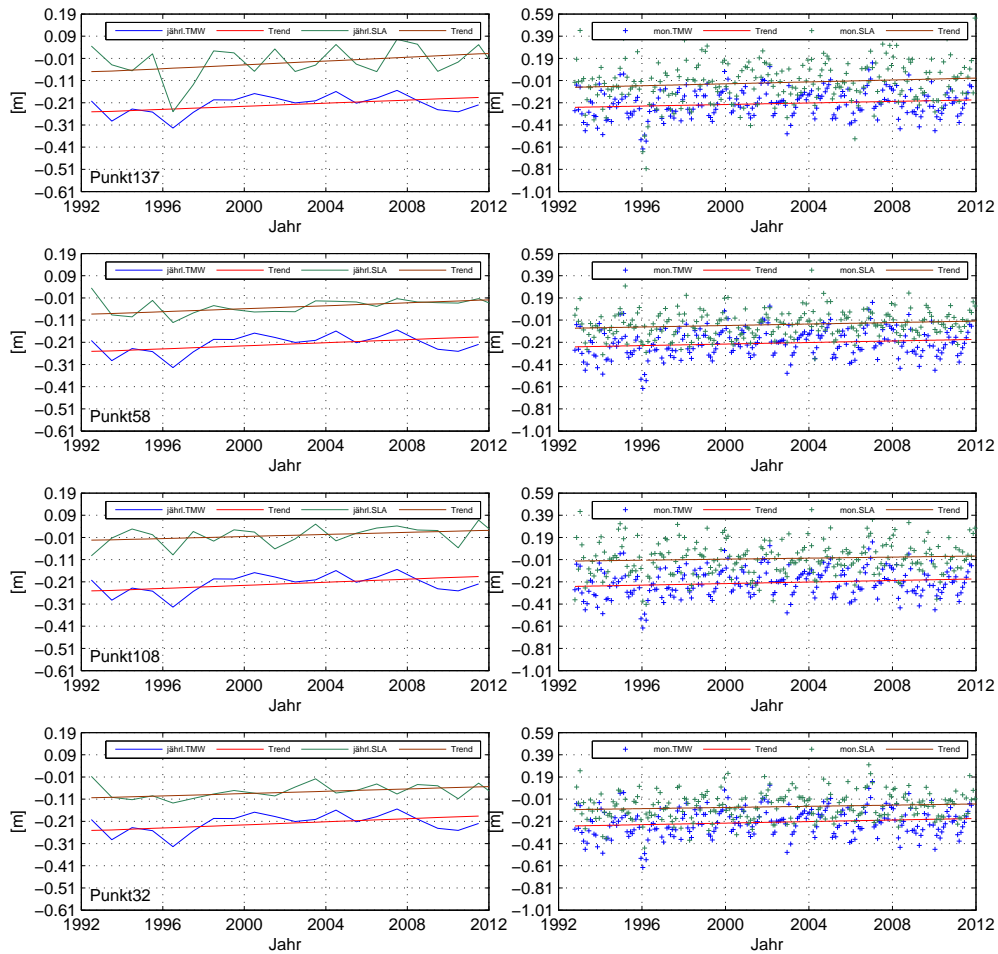 0.19 0.09 −0.01 −0.11 −0.21 −0.31 −0.41 −0.51 −0.61
[m]
jährl.TMW Trend jährl.SLA Trend
Punkt137
1992 1996 2000 2004 2008 2012
Jahr
0.59 0.39 0.19 −0.01 −0.21 −0.41 −0.61 −0.81 −1.01
[m]
mon.TMW Trend mon.SLA Trend
1992 1996 2000 2004 2008 2012
Jahr
0.19 0.09 −0.01 −0.11 −0.21 −0.31 −0.41 −0.51 −0.61
[m]
jährl.TMW Trend jährl.SLA Trend
Punkt58
1992 1996 2000 2004 2008 2012
Jahr
0.59 0.39 0.19 −0.01 −0.21 −0.41 −0.61 −0.81 −1.01
[m]
mon.TMW Trend mon.SLA Trend
1992 1996 2000 2004 2008 2012
Jahr
0.19 0.09 −0.01 −0.11 −0.21 −0.31 −0.41 −0.51 −0.61
[m]
jährl.TMW Trend jährl.SLA Trend
Punkt108
1992 1996 2000 2004 2008 2012
Jahr
0.59 0.39 0.19 −0.01 −0.21 −0.41 −0.61 −0.81 −1.01
[m]
mon.TMW Trend mon.SLA Trend
1992 1996 2000 2004 2008 2012
Jahr
0.19 0.09 −0.01 −0.11 −0.21 −0.31 −0.41 −0.51 −0.61
[m]
jährl.TMW Trend jährl.SLA Trend
Punkt32
1992 1996 2000 2004 2008 2012
Jahr
0.59 0.39 0.19 −0.01 −0.21 −0.41 −0.61 −0.81 −1.01
[m]
mon.TMW Trend mon.SLA Trend
1992 1996 2000 2004 2008 2012
Jahr